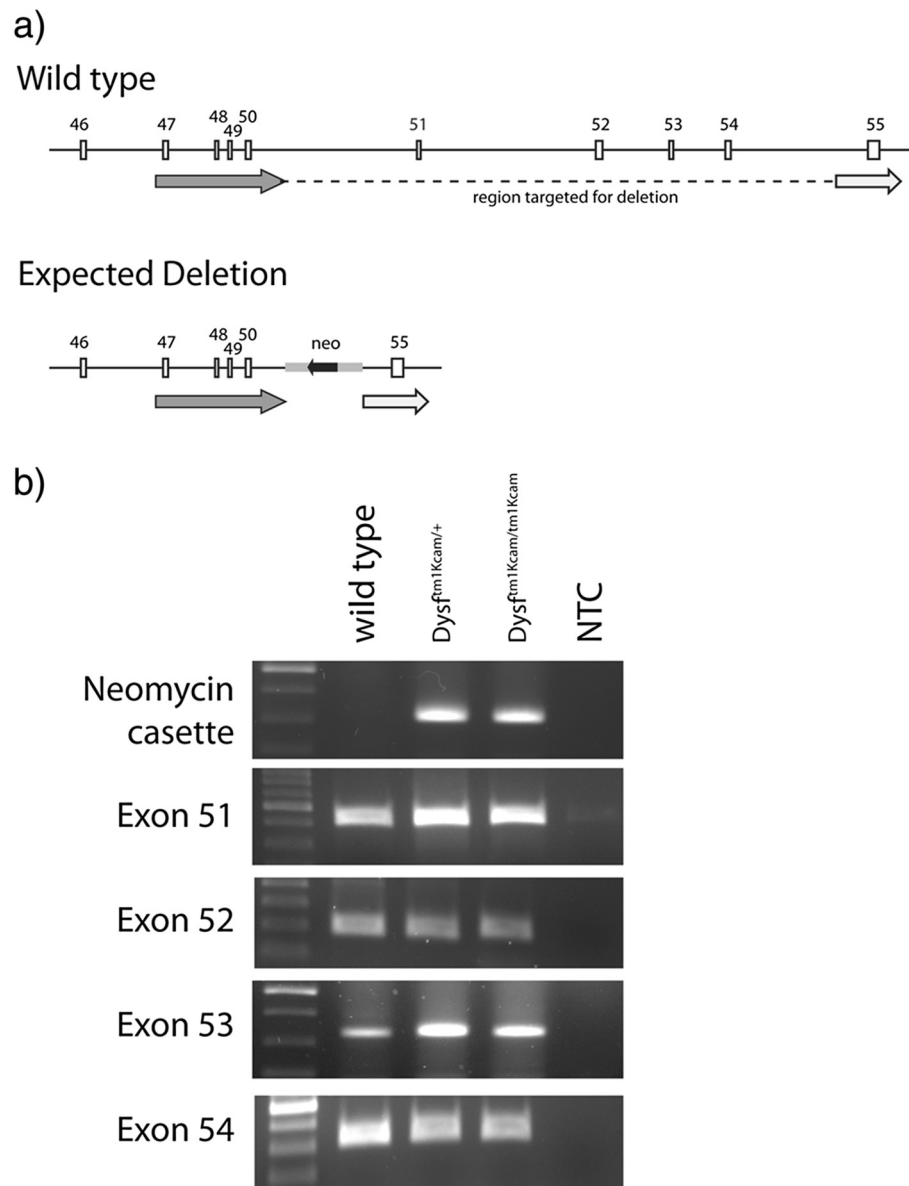 a)
Wild type
46 47 48 49 50 51 52 53 54 55
region targeted for deletion
Expected Deletion
46 47 48 49 50 neo 55
b)
wild type
Dysftm1Kcam/+
Dysftm1Kcam/tm1Kcam
NTC
Neomycin
casette
Exon 51
Exon 52
Exon 53
Exon 54